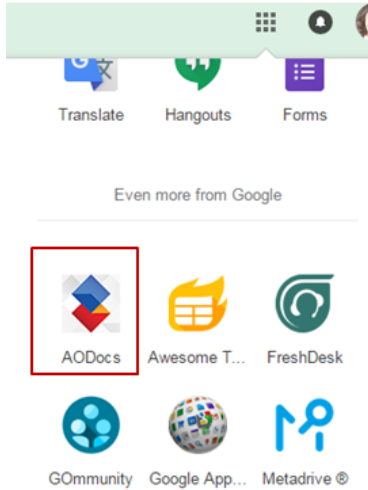 Translate Hangouts Forms
Even more from Google
AODocs Awesome T... FreshDesk
GOmmunity Google App... Metadrive ®